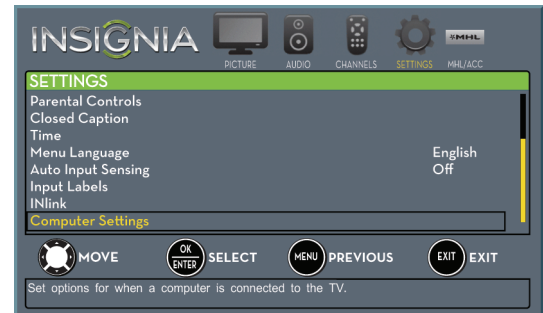 INSIGNIA
MHL
PICTURE AUDIO CHANNELS SETTINGS MHL/ACC
SETTINGS
Parental Controls
Closed Caption
Time
Menu Language English
Auto Input Sensing Off
Input Labels
INlink
Computer Settings
MOVE OK ENTER SELECT MENU PREVIOUS EXIT EXIT
Set options for when a computer is connected to the TV.